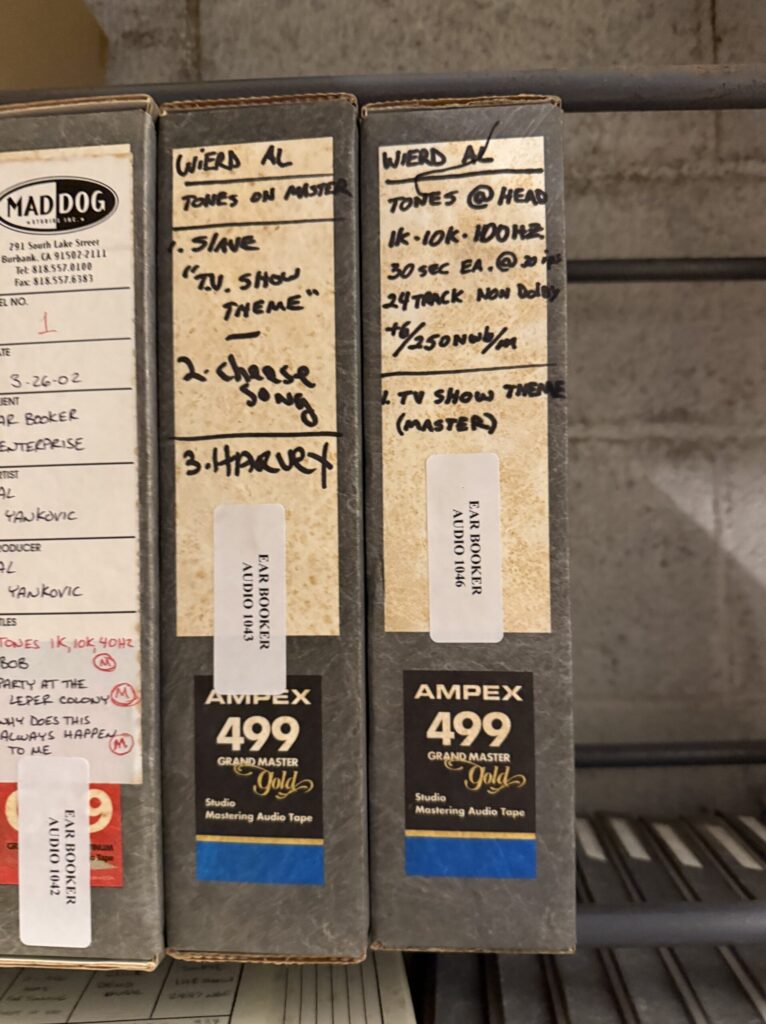 MAD DOG
STUDIOS INC.
291 South Lake Street
Burbank, CA 91502-2111
Tel: 818.557.0100
Fax: 818.557.6383
EL NO.
1
ATE
3-26-02
IENT
AR BOOKER
ENTERPRISE
RTIST
AL
YANKOVIC
RODUCER
AL
YANKOVIC
TLES
TONES 1K, 10K, 40HZ
BOB M
PARTY AT THE
LEPER COLONY M
WHY DOES THIS
ALWAYS HAPPEN
TO ME M
EAR BOOKER
AUDIO 1042
WIERD AL
TONES ON MASTER
1. SLAVE
"T.V. SHOW
THEME"
—
2. Cheese
Song
3. HARVEY
EAR BOOKER
AUDIO 1043
AMPEX
499
GRAND MASTER
Gold
Studio
Mastering Audio Tape
WIERD AL
TONES @ HEAD
1K · 10K · 100HZ
30 SEC EA. @ 30 ips
24 TRACK NON DOLBY
+6/250NWb/m
1. TV SHOW THEME
(MASTER)
EAR BOOKER
AUDIO 1046
AMPEX
499
GRAND MASTER
Gold
Studio
Mastering Audio Tape